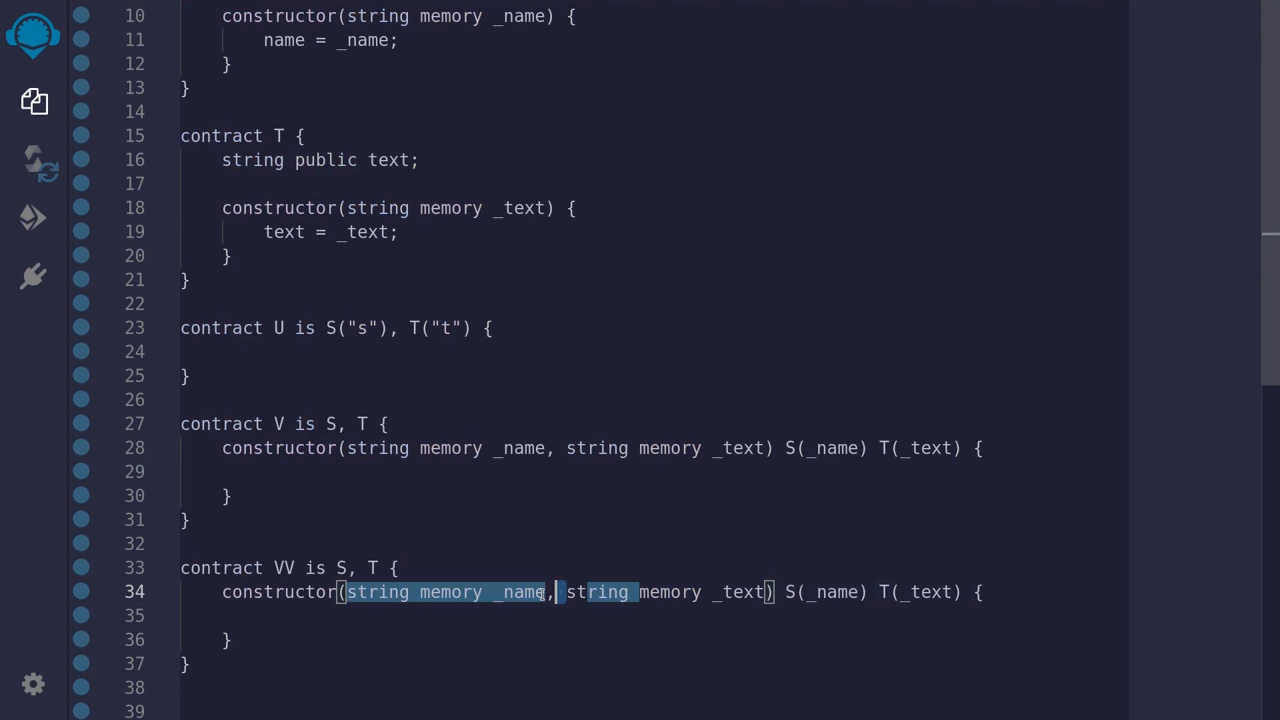 10 constructor(string memory _name) {
11 name = _name;
12 }
13 }
14
15 contract T {
16 string public text;
17
18 constructor(string memory _text) {
19 text = _text;
20 }
21 }
22
23 contract U is S("s"), T("t") {
24
25 }
26
27 contract V is S, T {
28 constructor(string memory _name, string memory _text) S(_name) T(_text) {
29
30 }
31 }
32
33 contract VV is S, T {
34 constructor(string memory _name, string memory _text) S(_name) T(_text) {
35
36 }
37 }
38
39